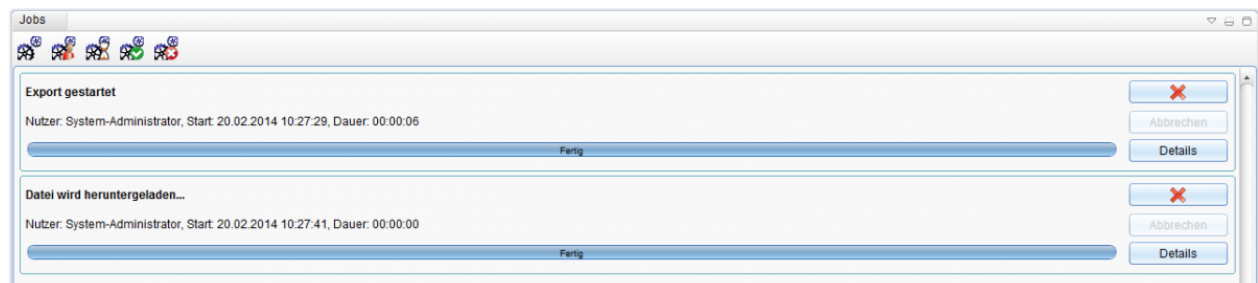 Jobs
Export gestartet
Nutzer: System-Administrator, Start: 20.02.2014 10:27:29, Dauer: 00:00:06
Abbrechen
Fertig
Details
Datei wird heruntergeladen...
Nutzer: System-Administrator, Start: 20.02.2014 10:27:41, Dauer: 00:00:00
Abbrechen
Fertig
Details